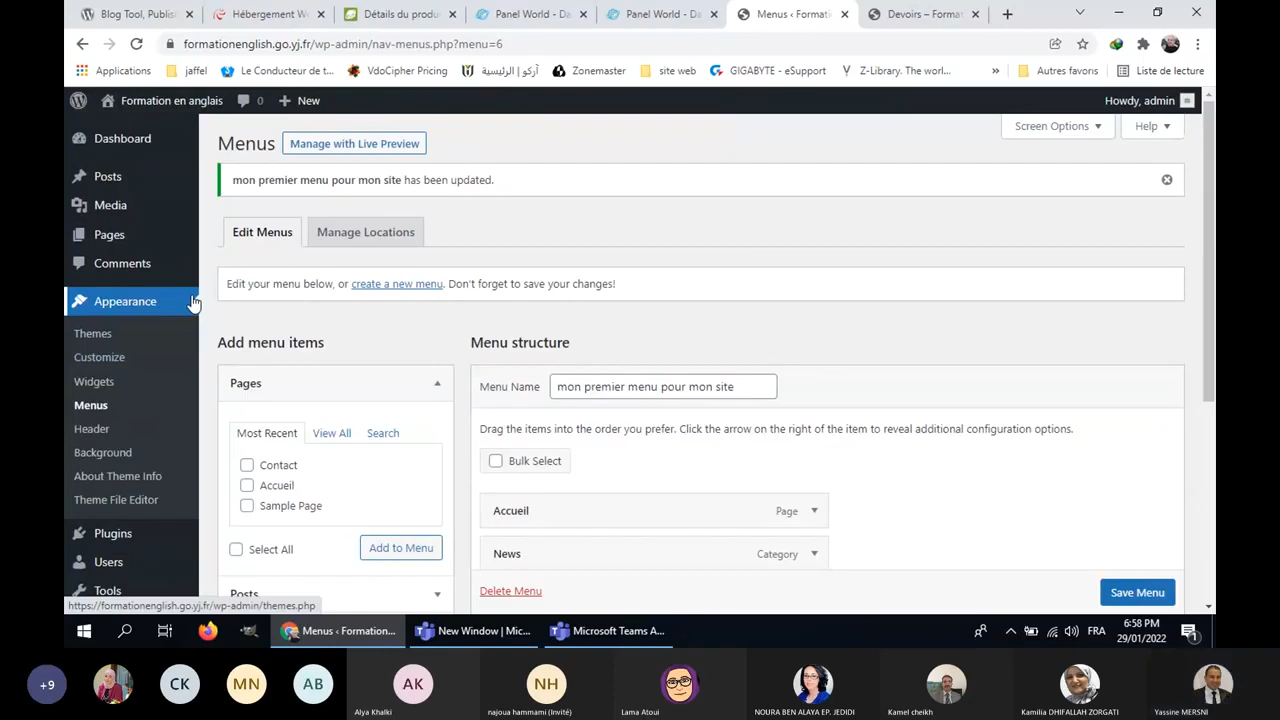 Blog Tool, Publis
Hébergement We
Détails du produ
Panel World - Da
Panel World - Da
Menus ‹ Formatio
Devoirs – Format
formationenglish.go.yj.fr/wp-admin/nav-menus.php?menu=6
Applications
jaffel
Le Conducteur de t...
VdoCipher Pricing
آركو | الرئيسية
Zonemaster
site web
GIGABYTE - eSupport
Z-Library. The worl...
»
Autres favoris
Liste de lecture
Formation en anglais
0
New
Howdy, admin
Dashboard
Posts
Media
Pages
Comments
Appearance
Themes
Customize
Widgets
Menus
Header
Background
About Theme Info
Theme File Editor
Plugins
Users
Tools
Menus
Manage with Live Preview
Screen Options
Help
mon premier menu pour mon site has been updated.
Edit Menus
Manage Locations
Edit your menu below, or create a new menu. Don't forget to save your changes!
Add menu items
Pages
Most Recent
View All
Search
Contact
Accueil
Sample Page
Select All
Add to Menu
Posts
Menu structure
Menu Name
mon premier menu pour mon site
Drag the items into the order you prefer. Click the arrow on the right of the item to reveal additional configuration options.
Bulk Select
Accueil
Page
News
Category
Delete Menu
Save Menu
https://formationenglish.go.yj.fr/wp-admin/themes.php
Menus ‹ Formation...
New Window | Mic...
Microsoft Teams A...
FRA
6:58 PM
29/01/2022
1
+9
CK
MN
AB
AK
Alya Khalki
NH
najoua hammami (Invité)
Lama Atoui
NOURA BEN ALAYA EP. JEDIDI
Kamel cheikh
Kamilia DHIFALLAH ZORGATI
Yassine MERSNI